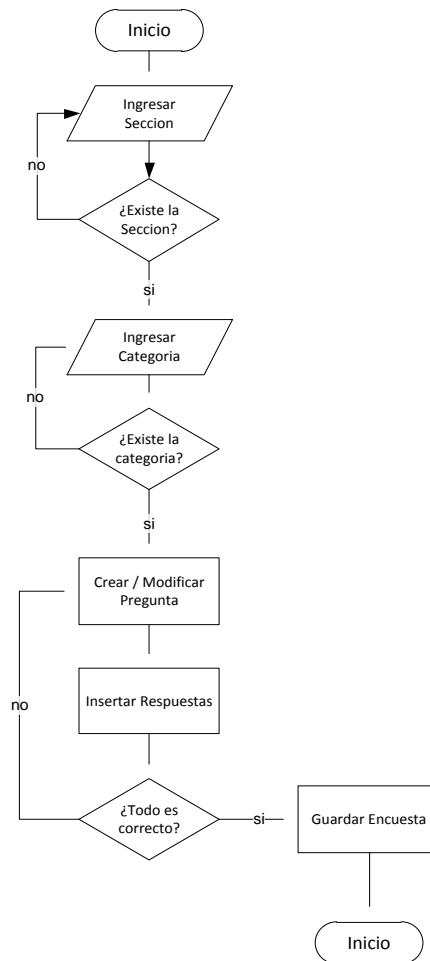 Inicio
Ingresar
Seccion
no
¿Existe la
Seccion?
si
Ingresar
Categoria
no
¿Existe la
categoria?
si
Crear / Modificar
Pregunta
no
Insertar Respuestas
¿Todo es
correcto?
si
Guardar Encuesta
Inicio